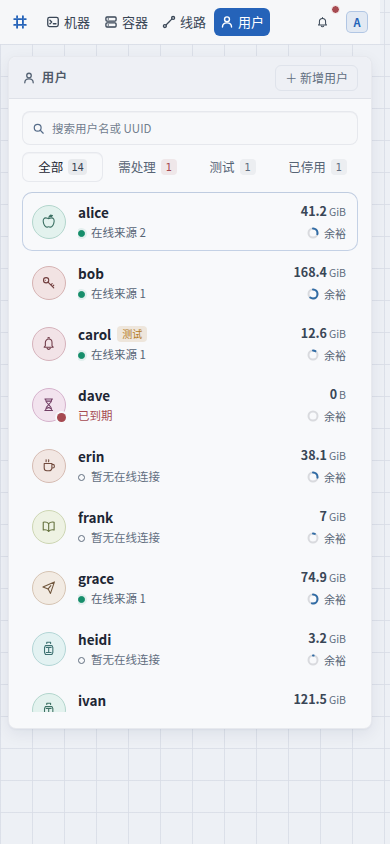 机器 容器 线路 用户 A
用户
新增用户
搜索用户名或 UUID
全部 14 需处理 1 测试 1 已停用 1
alice 41.2 GiB
在线来源 2 余裕
bob 168.4 GiB
在线来源 1 余裕
carol 测试 12.6 GiB
在线来源 1 余裕
dave 0 B
已到期 余裕
erin 38.1 GiB
暂无在线连接 余裕
frank 7 GiB
暂无在线连接 余裕
grace 74.9 GiB
在线来源 1 余裕
heidi 3.2 GiB
暂无在线连接 余裕
ivan 121.5 GiB